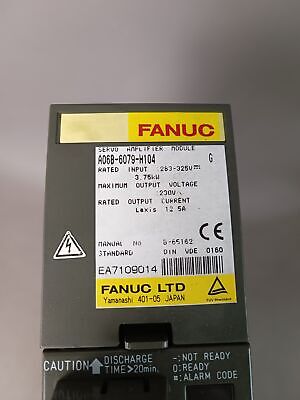 FANUC
SERVO AMPLIFIER MODULE
A06B-6079-H104 G
RATED INPUT 283-325V
3.75kW
MAXIMUM OUTPUT VOLTAGE
230V
RATED OUTPUT CURRENT
Laxis 12.5A
MANUAL NO B-65162
STANDARD DIN VDE 0160
EA7109014
FANUC LTD
Yamanashi 401-05 JAPAN
CE
CAUTION DISCHARGE
TIME>20min.
-:NOT READY
0:READY
#:ALARM CODE